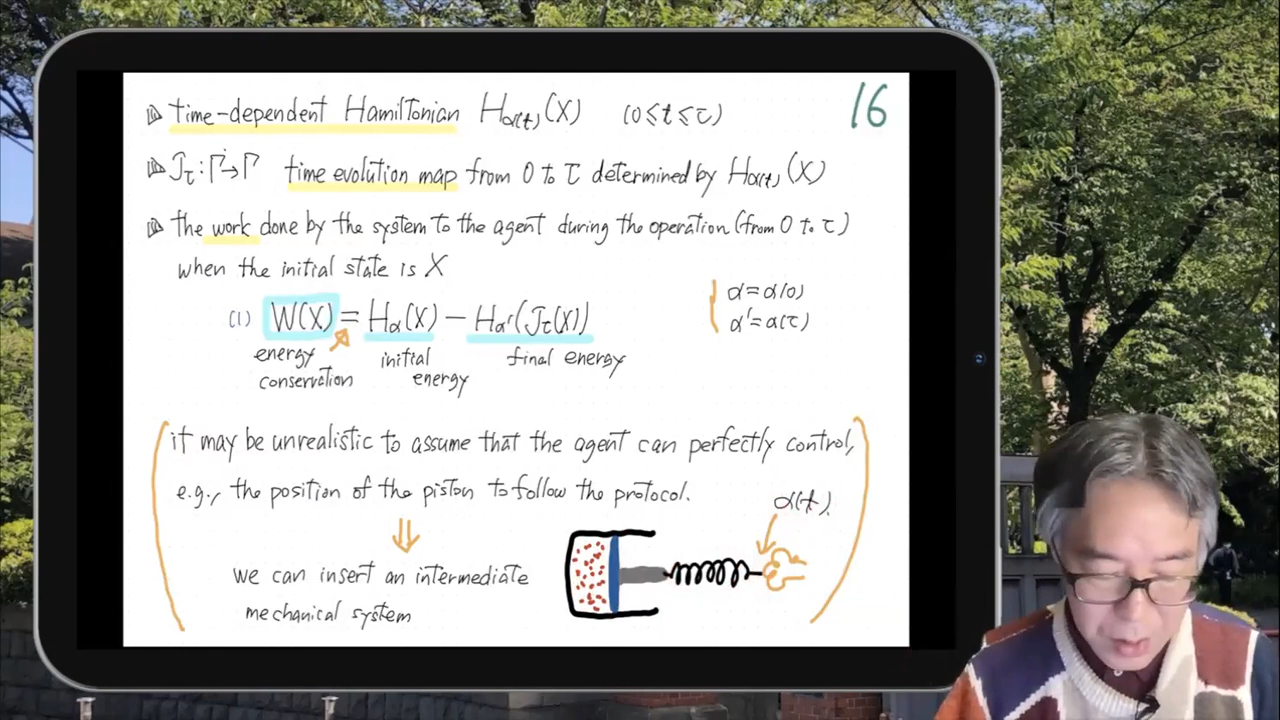 time-dependent Hamiltonian H_α(t)(X) (0≤t≤τ) 16
𝒯_τ: Γ→Γ time evolution map from 0 to τ determined by H_α(t)(X)
the work done by the system to the agent during the operation (from 0 to τ)
when the initial state is X
(1) W(X) = H_α(X) − H_α'(𝒯_τ(X))
α = α(0)
α' = α(τ)
energy conservation
initial energy
final energy
it may be unrealistic to assume that the agent can perfectly control,
e.g., the position of the piston to follow the protocol.
α(t).
⇓
we can insert an intermediate
mechanical system